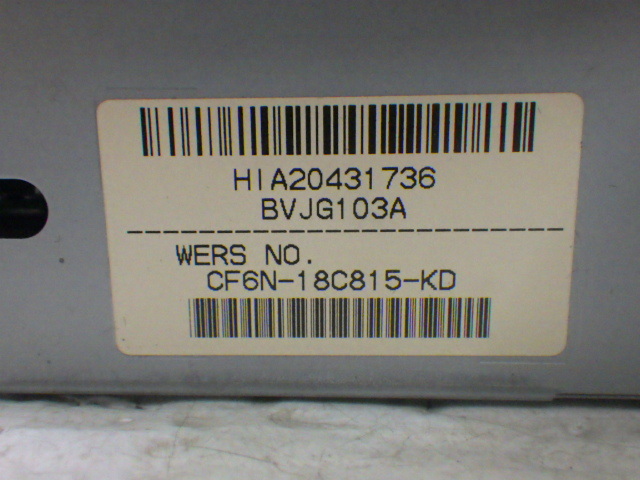 HIA20431736
BVJG103A
WERS NO.
CF6N-18C815-KD